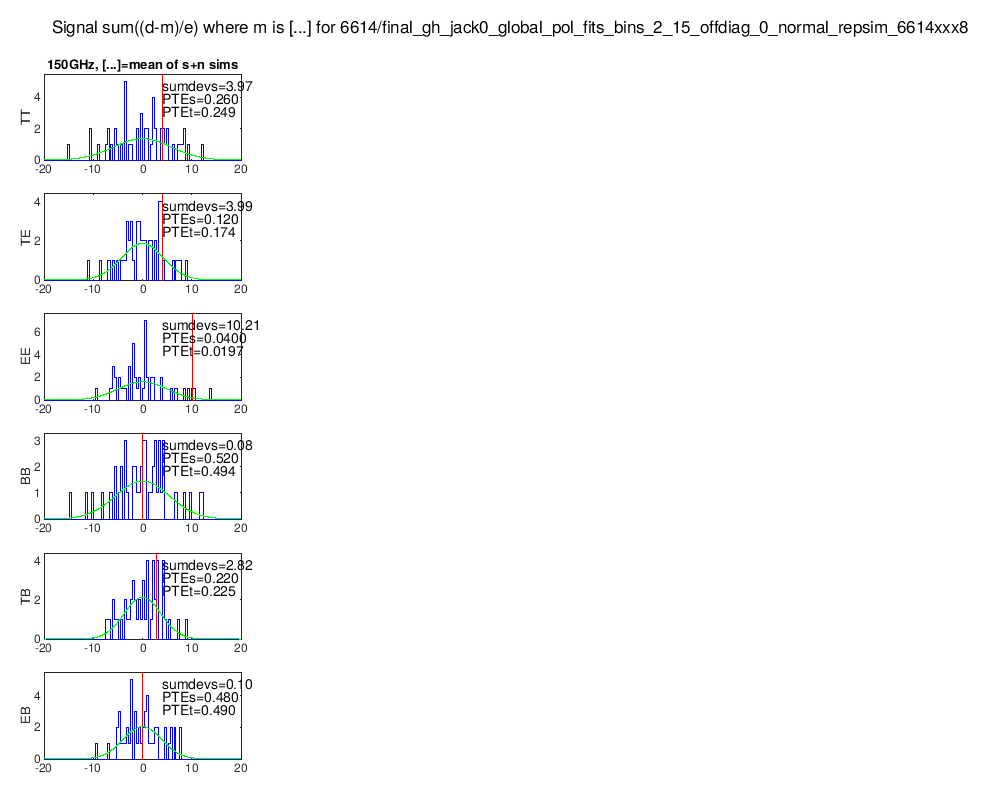 Signal sum((d-m)/e) where m is [...] for 6614/final_gh_jack0_global_pol_fits_bins_2_15_offdiag_0_normal_repsim_6614xxx8
150GHz, [...]=mean of s+n sims
TT
4
2
0
sumdevs=3.97
PTEs=0.260
PTEt=0.249
-20 -10 0 10 20
TE
4
2
0
sumdevs=3.99
PTEs=0.120
PTEt=0.174
-20 -10 0 10 20
EE
6
4
2
0
sumdevs=10.21
PTEs=0.0400
PTEt=0.0197
-20 -10 0 10 20
BB
3
2
1
0
sumdevs=0.08
PTEs=0.520
PTEt=0.494
-20 -10 0 10 20
TB
4
2
0
sumdevs=2.82
PTEs=0.220
PTEt=0.225
-20 -10 0 10 20
EB
4
2
0
sumdevs=0.10
PTEs=0.480
PTEt=0.490
-20 -10 0 10 20